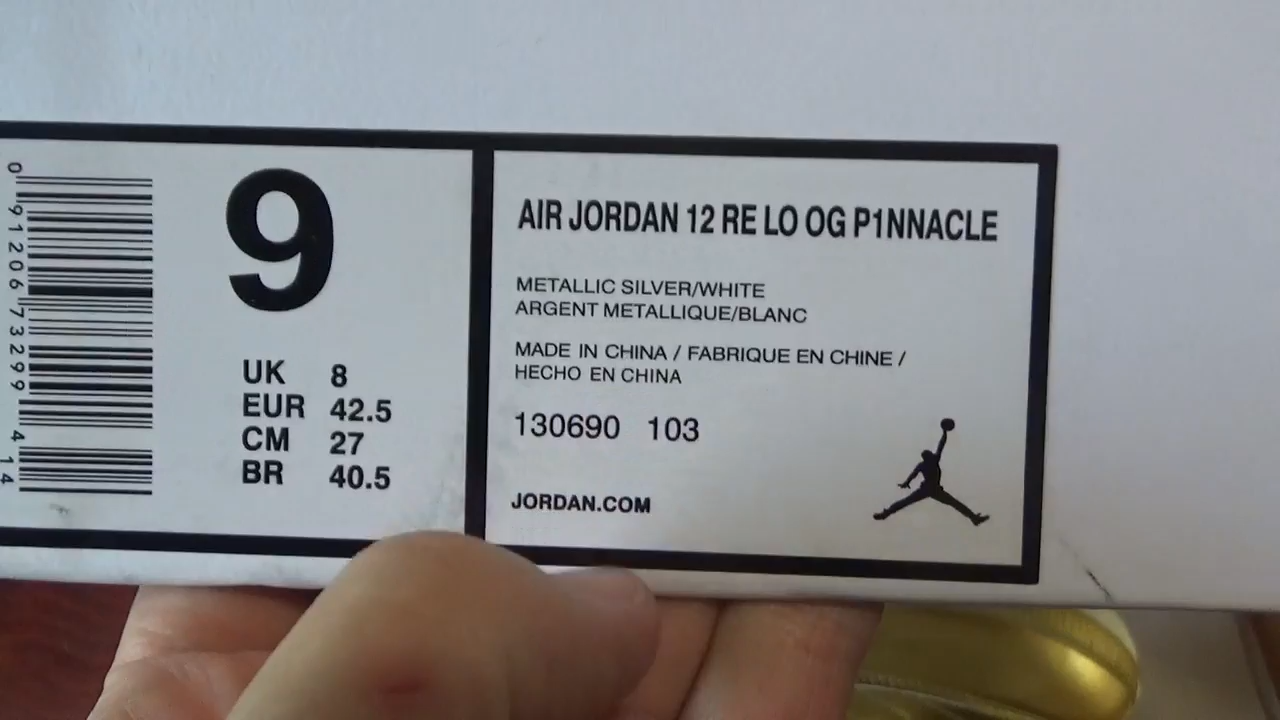 0 91206 73299 4 14
9
UK 8
EUR 42.5
CM 27
BR 40.5
AIR JORDAN 12 RE LO OG P1NNACLE
METALLIC SILVER/WHITE
ARGENT METALLIQUE/BLANC
MADE IN CHINA / FABRIQUE EN CHINE /
HECHO EN CHINA
130690 103
JORDAN.COM